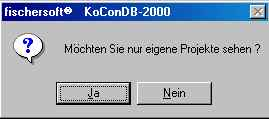 fischersoft® KoConDB-2000
?
Möchten Sie nur eigene Projekte sehen ?
Ja Nein